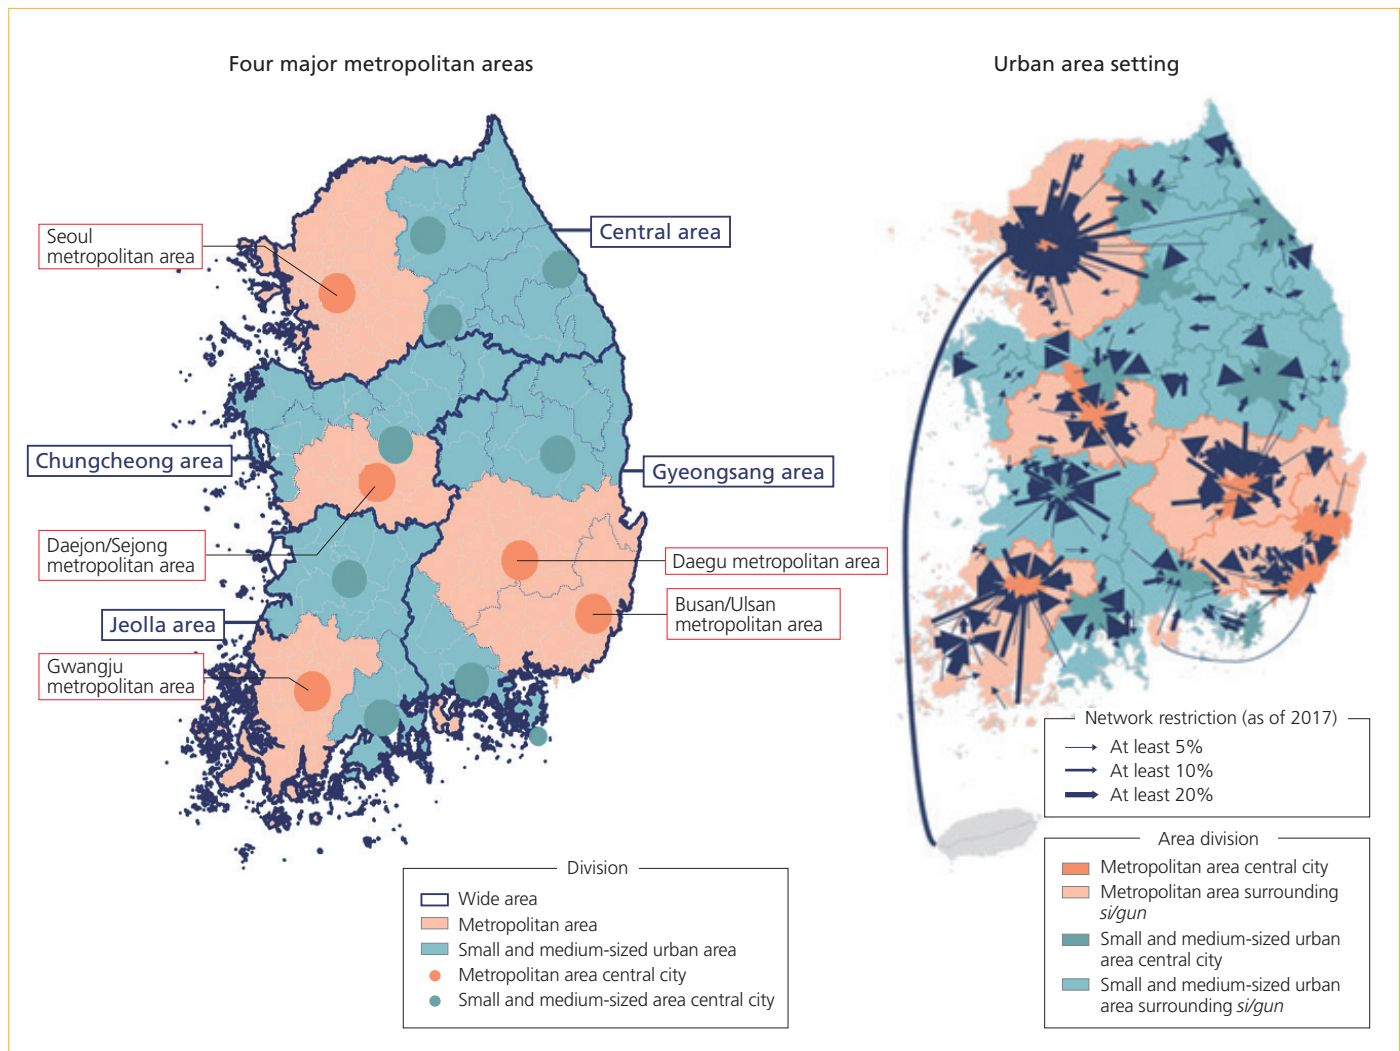 Four major metropolitan areas
Seoul
metropolitan area
Central area
Chungcheong area
Gyeongsang area
Daejon/Sejong
metropolitan area
Daegu metropolitan area
Busan/Ulsan
metropolitan area
Jeolla area
Gwangju
metropolitan area
Division
Wide area
Metropolitan area
Small and medium-sized urban area
Metropolitan area central city
Small and medium-sized area central city
Urban area setting
Network restriction (as of 2017)
At least 5%
At least 10%
At least 20%
Area division
Metropolitan area central city
Metropolitan area surrounding
si/gun
Small and medium-sized urban
area central city
Small and medium-sized urban
area surrounding si/gun